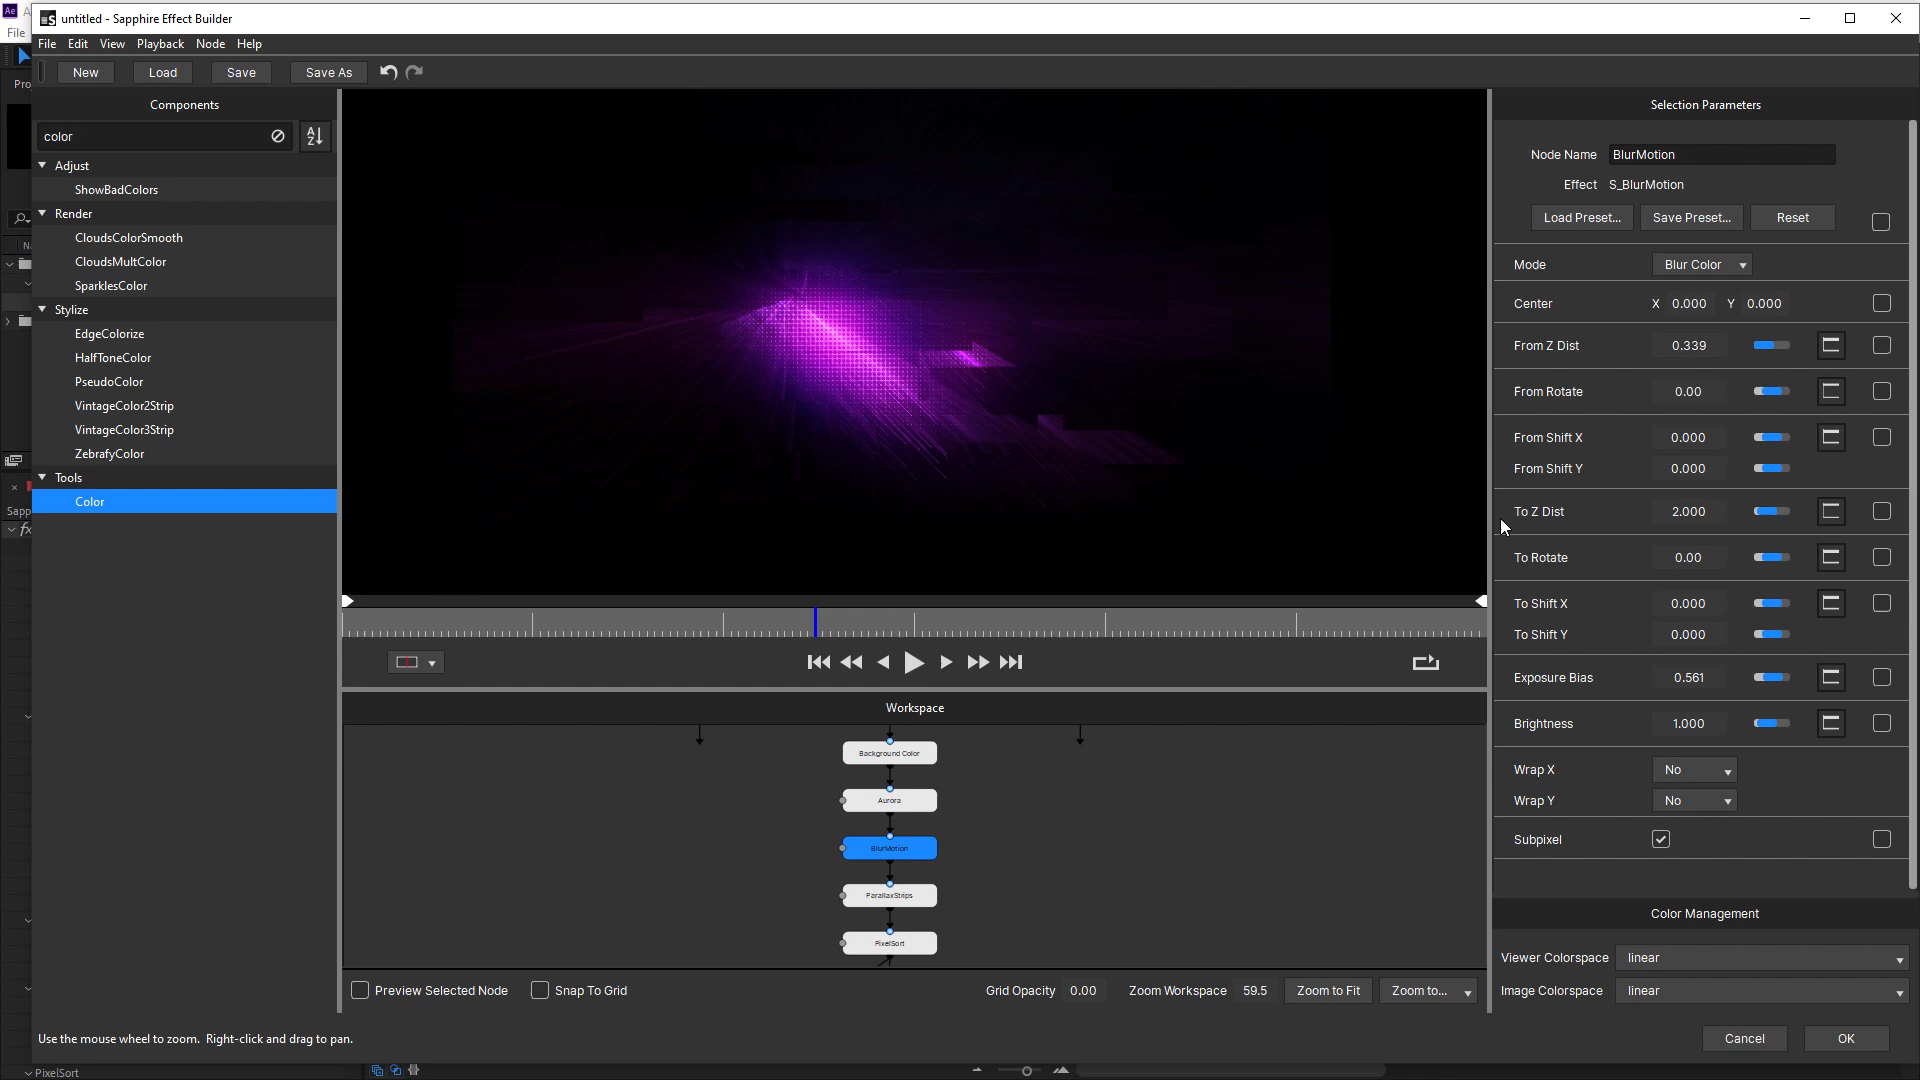 Ae
untitled - Sapphire Effect Builder
File
File Edit View Playback Node Help
New Load Save Save As
Components
color
Adjust
ShowBadColors
Render
CloudsColorSmooth
CloudsMultColor
SparklesColor
Stylize
EdgeColorize
HalfToneColor
PseudoColor
VintageColor2Strip
VintageColor3Strip
ZebrafyColor
Tools
Color
Sapp
fx
PixelSort
Workspace
Background Color
Aurora
BlurMotion
ParallaxStrips
PixelSort
Preview Selected Node Snap To Grid Grid Opacity 0.00 Zoom Workspace 59.5 Zoom to Fit Zoom to...
Use the mouse wheel to zoom. Right-click and drag to pan.
Selection Parameters
Node Name BlurMotion
Effect S_BlurMotion
Load Preset... Save Preset... Reset
Mode Blur Color
Center X 0.000 Y 0.000
From Z Dist 0.339
From Rotate 0.00
From Shift X 0.000
From Shift Y 0.000
To Z Dist 2.000
To Rotate 0.00
To Shift X 0.000
To Shift Y 0.000
Exposure Bias 0.561
Brightness 1.000
Wrap X No
Wrap Y No
Subpixel
Color Management
Viewer Colorspace linear
Image Colorspace linear
Cancel OK